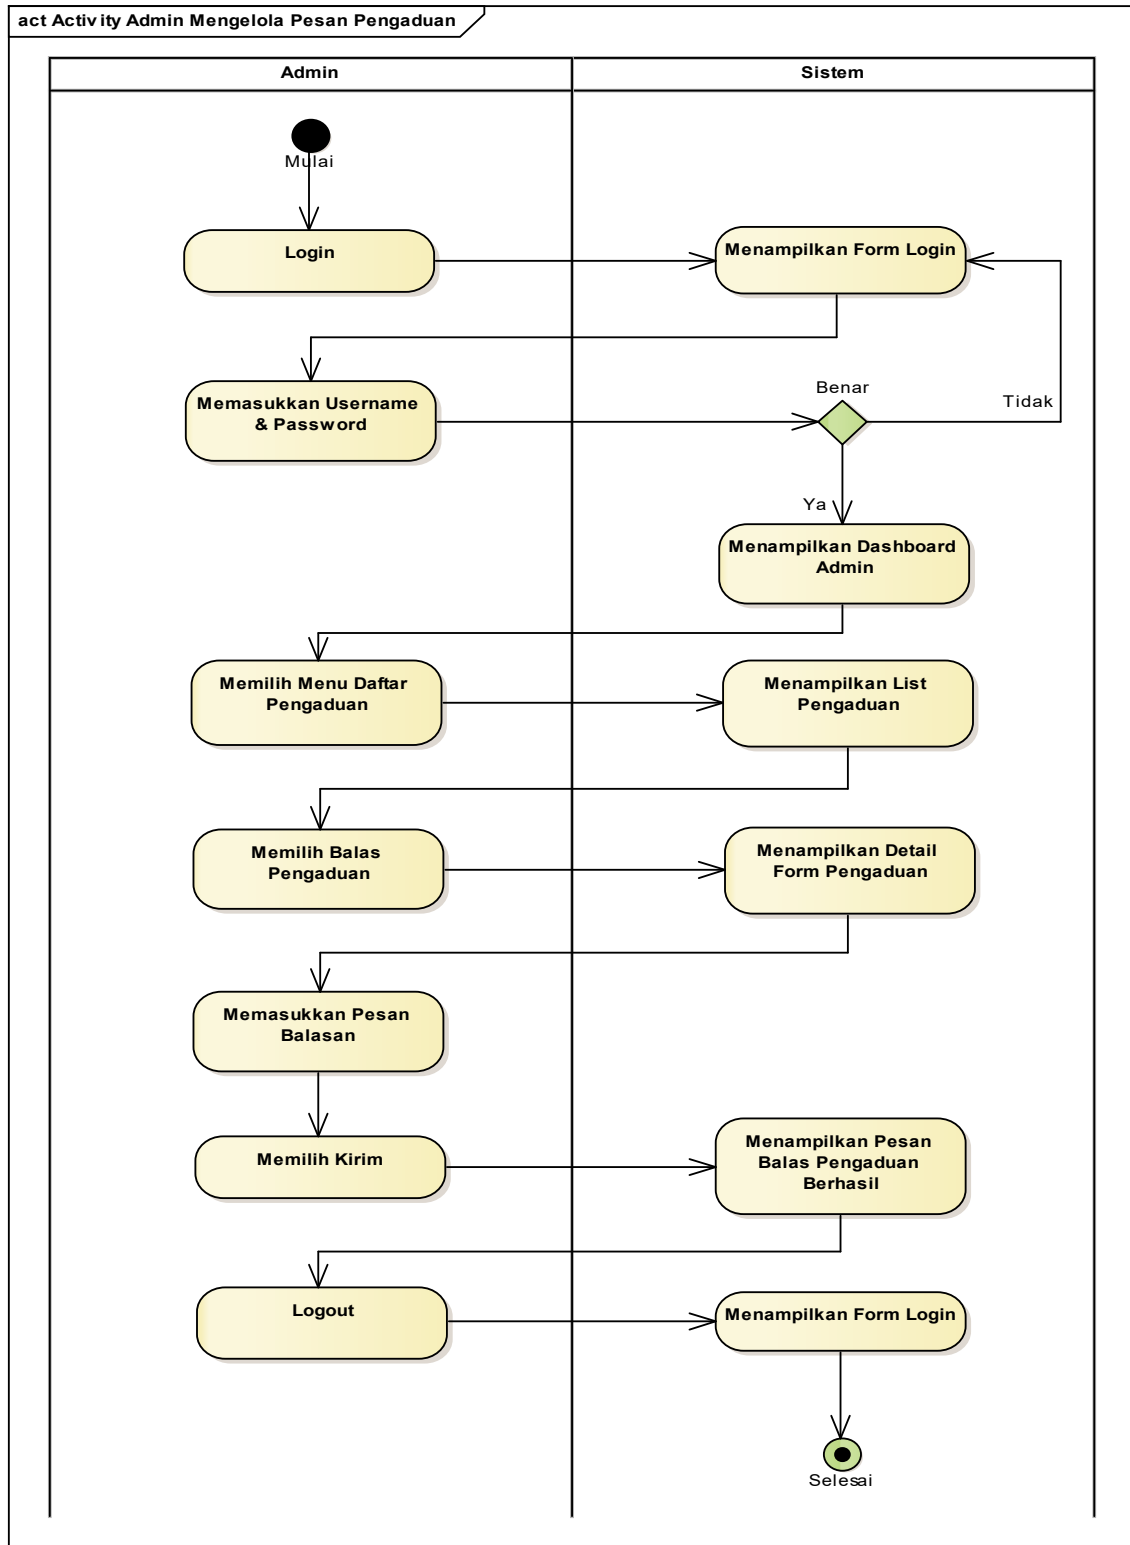 act Activity Admin Mengelola Pesan Pengaduan
Admin
Sistem
Mulai
Login
Menampilkan Form Login
Memasukkan Username
& Password
Benar
Tidak
Ya
Menampilkan Dashboard
Admin
Memilih Menu Daftar
Pengaduan
Menampilkan List
Pengaduan
Memilih Balas
Pengaduan
Menampilkan Detail
Form Pengaduan
Memasukkan Pesan
Balasan
Memilih Kirim
Menampilkan Pesan
Balas Pengaduan
Berhasil
Logout
Menampilkan Form Login
Selesai